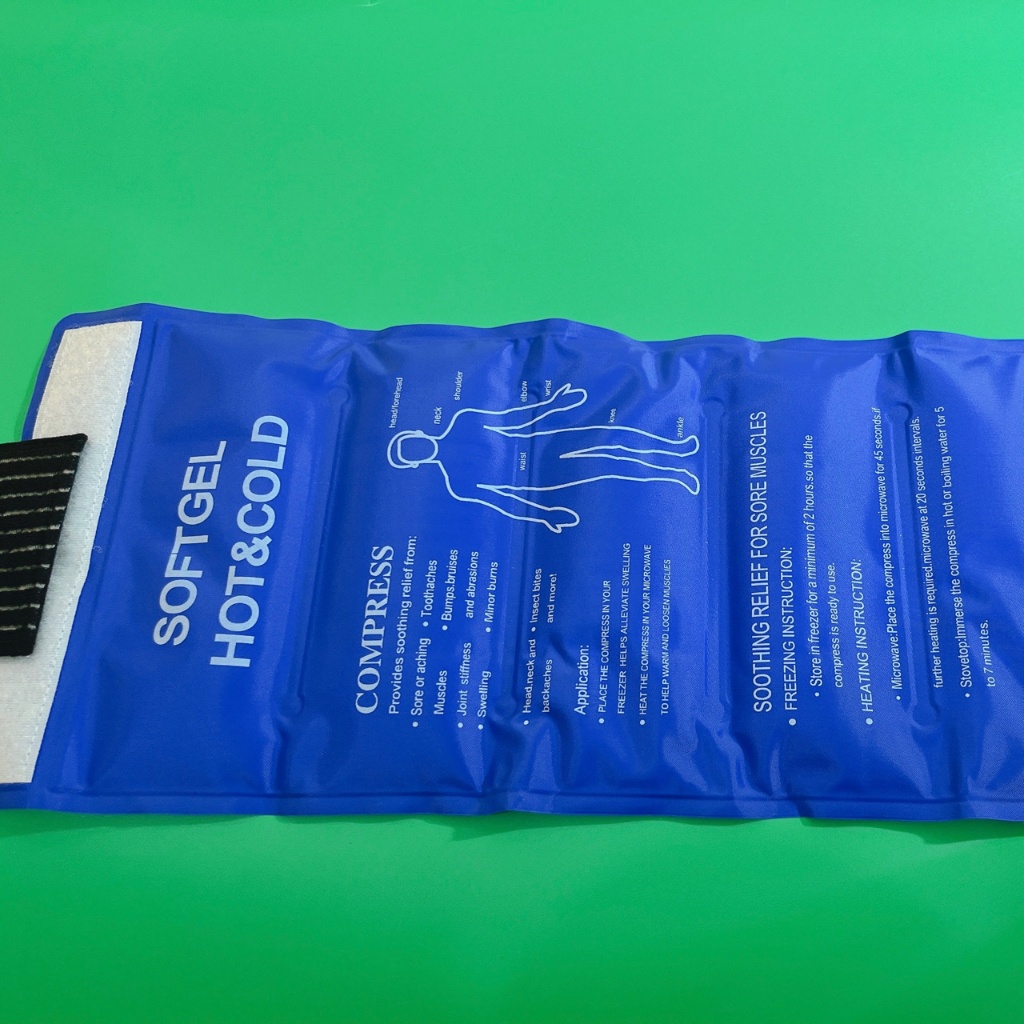 SOFTGEL
HOT&COLD
COMPRESS
Provides soothing relief from:
• Sore or aching • Toothaches
Muscles • Bumps.bruises
• Joint stiffness and abrasions
• Swelling • Minor burns
• Head,neck and • Insect bites
backaches and more!
head/forehead
neck
shoulder
elbow
wrist
waist
knee
ankle
Application:
• PLACE THE COMPRESS IN YOUR
FREEZER HELPS ALLEVIATE SWELLING
• HEAT THE COMPRESS IN YOUR MICROWAVE
TO HELP WARM AND LOOSEN MUSCLES
SOOTHING RELIEF FOR SORE MUSCLES
• FREEZING INSTRUCTION:
• Store in freezer for a minimum of 2 hours.so that the
compress is ready to use.
• HEATING INSTRUCTION:
• Microwave:Place the compress into microwave for 45 seconds.if
further heating is required.microwave at 20 seconds intervals.
• Stovetop:Immerse the compress in hot or boiling water for 5
to 7 minutes.